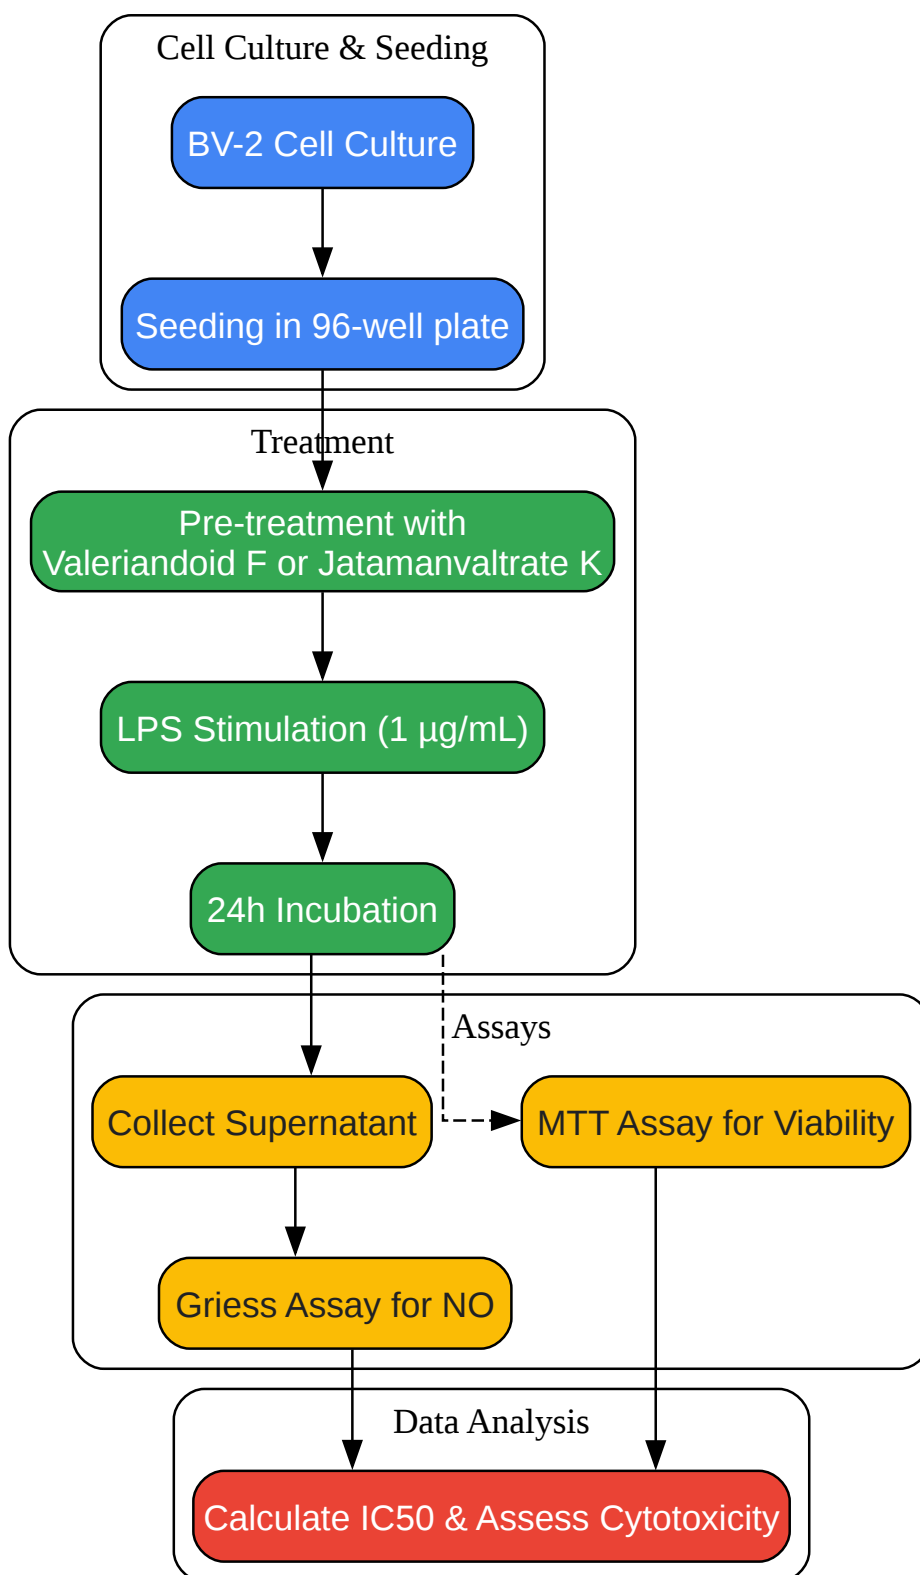 Cell Culture & Seeding
BV-2 Cell Culture
Seeding in 96-well plate
Treatment
Pre-treatment with
Valeriandoid F or Jatamanvaltrate K
LPS Stimulation (1 µg/mL)
24h Incubation
Assays
Collect Supernatant
MTT Assay for Viability
Griess Assay for NO
Data Analysis
Calculate IC50 & Assess Cytotoxicity